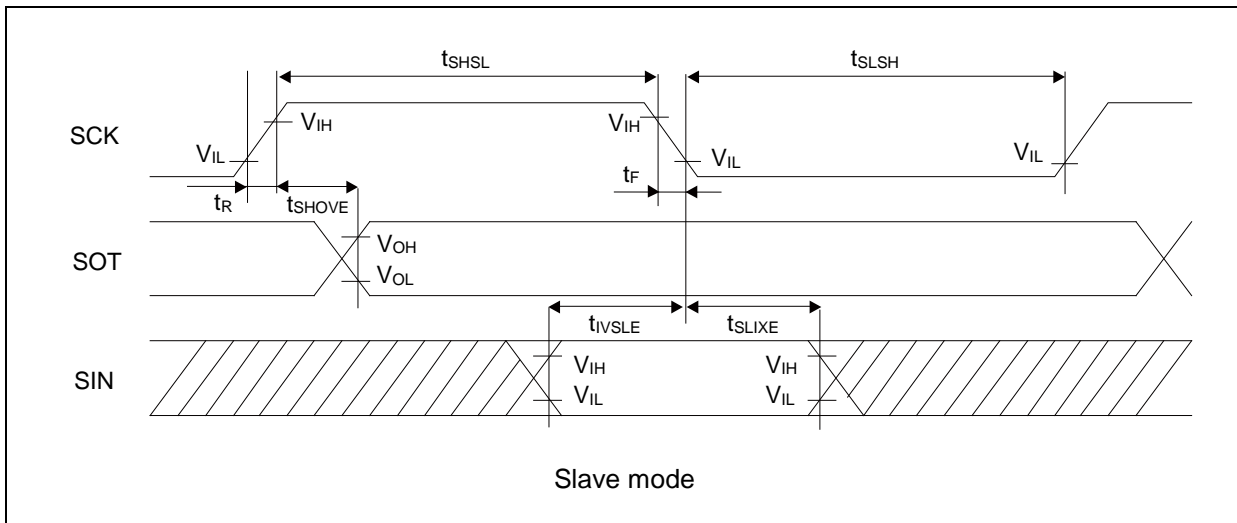 tSHSL
tSLSH
SCK
VIH
VIH
VIL
VIL
VIL
tR
tSHOVE
tF
SOT
VOH
VOL
tIVSLE
tSLIXE
SIN
VIH
VIH
VIL
VIL
Slave mode